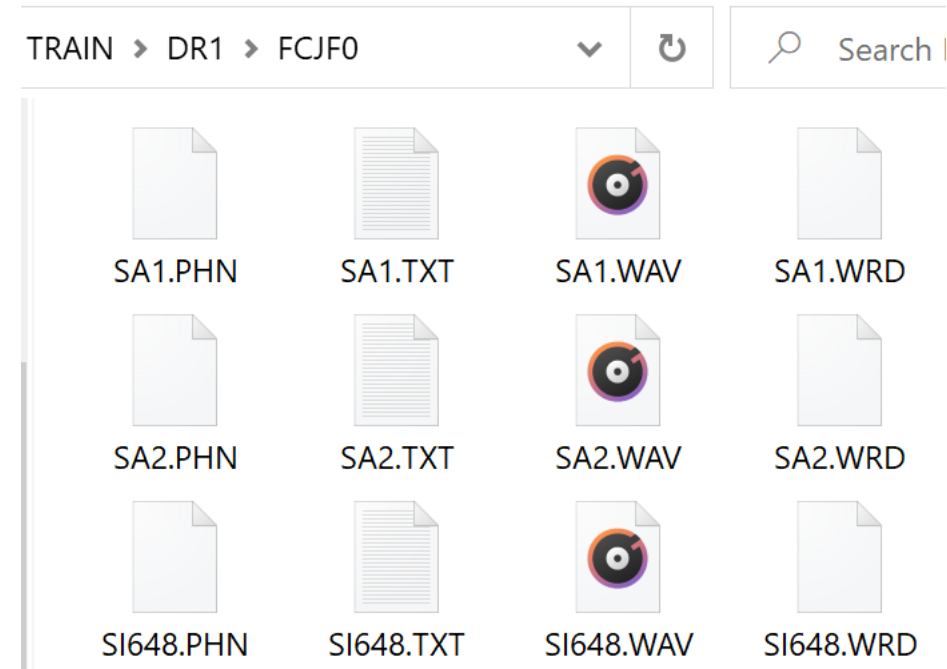 TRAIN > DR1 > FCJF0
Search
SA1.PHN SA1.TXT SA1.WAV SA1.WRD
SA2.PHN SA2.TXT SA2.WAV SA2.WRD
SI648.PHN SI648.TXT SI648.WAV SI648.WRD